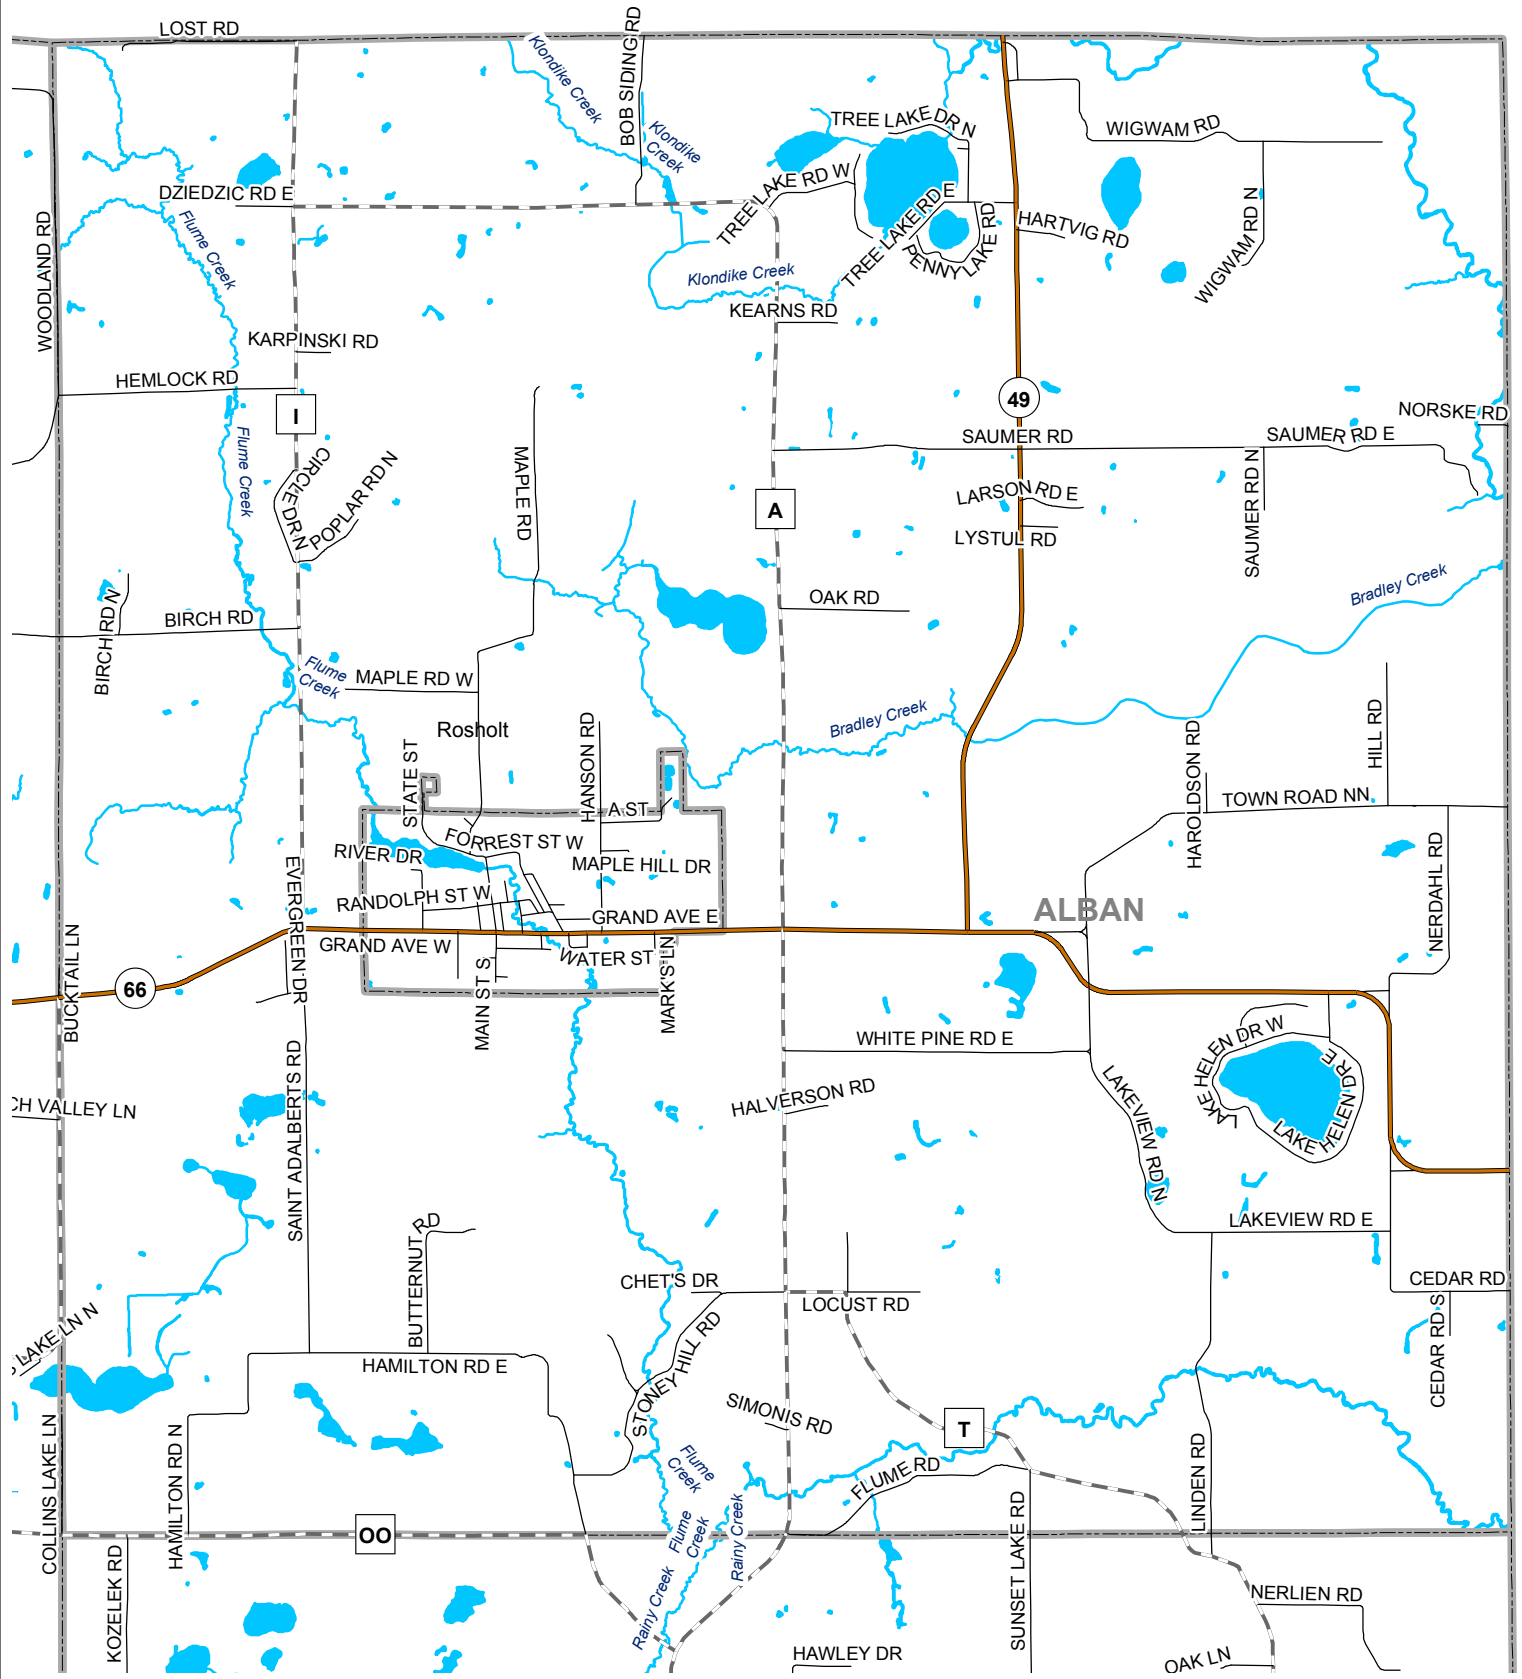 LOST RD
BOB SIDING RD
Klondike Creek
Klondike
Creek
TREE LAKE DR N
WIGWAM RD
DZIEDZIC RD E
TREE LAKE RD W
TREE LAKE RD E
PENNY LAKE RD
HARTVIG RD
WIGWAM RD N
WOODLAND RD
Flume Creek
Klondike Creek
KEARNS RD
KARPINSKI RD
HEMLOCK RD
I
49
NORSKE RD
SAUMER RD
SAUMER RD E
Flume Creek
CIRCLE DR N
POPLAR RD N
MAPLE RD
A
LARSON RD E
LYSTUL RD
SAUMER RD N
BIRCH RD N
BIRCH RD
OAK RD
Bradley Creek
Flume
Creek
MAPLE RD W
Rosholt
Bradley Creek
STATE ST
HANSON RD
HAROLDSON RD
HILL RD
A ST
TOWN ROAD NN
FORREST ST W
RIVER DR
MAPLE HILL DR
NERDAHL RD
RANDOLPH ST W
GRAND AVE E
ALBAN
EVERGREEN DR
GRAND AVE W
WATER ST
MARK'S LN
MAIN ST S
BUCKTAIL LN
66
WHITE PINE RD E
LAKE HELEN DR W
LAKE HELEN DR E
SAINT ADALBERTS RD
HALVERSON RD
LAKEVIEW RD N
CH VALLEY LN
LAKEVIEW RD E
BUTTERNUT RD
CHET'S DR
LOCUST RD
CEDAR RD
CEDAR RD S
S LAKE LN N
HAMILTON RD E
STONEY HILL RD
SIMONIS RD
T
COLLINS LAKE LN
HAMILTON RD N
Flume
Creek
FLUME RD
LINDEN RD
OO
Flume
Creek
Rainy Creek
SUNSET LAKE RD
KOZELEK RD
Rainy Creek
NERLIEN RD
HAWLEY DR
OAK LN